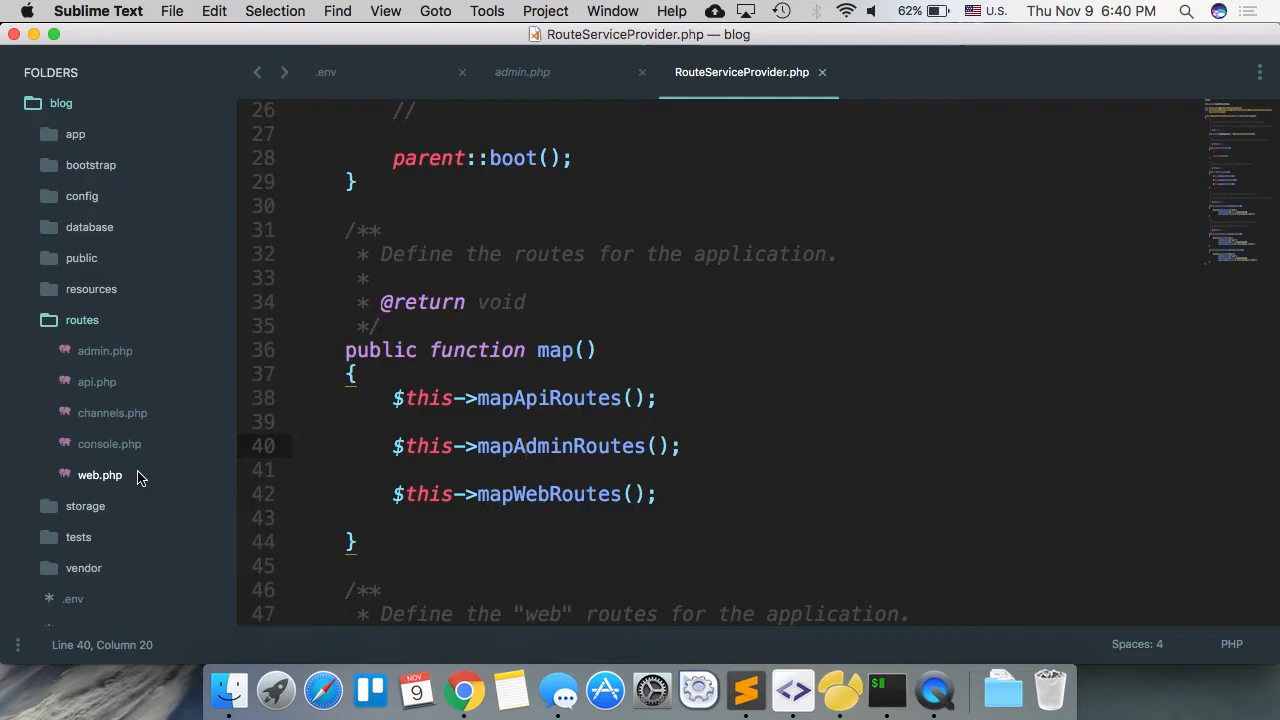 Sublime Text File Edit Selection Find View Goto Tools Project Window Help 62% U.S. Thu Nov 9 6:40 PM
RouteServiceProvider.php — blog
FOLDERS
blog
app
bootstrap
config
database
public
resources
routes
admin.php
api.php
channels.php
console.php
web.php
storage
tests
vendor
.env
.env admin.php RouteServiceProvider.php
26 //
27
28 parent::boot();
29 }
30
31 /**
32 * Define the routes for the application.
33 *
34 * @return void
35 */
36 public function map()
37 {
38 $this->mapApiRoutes();
39
40 $this->mapAdminRoutes();
41
42 $this->mapWebRoutes();
43
44 }
45
46 /**
47 * Define the "web" routes for the application.
Line 40, Column 20 Spaces: 4 PHP
NOV
9
$